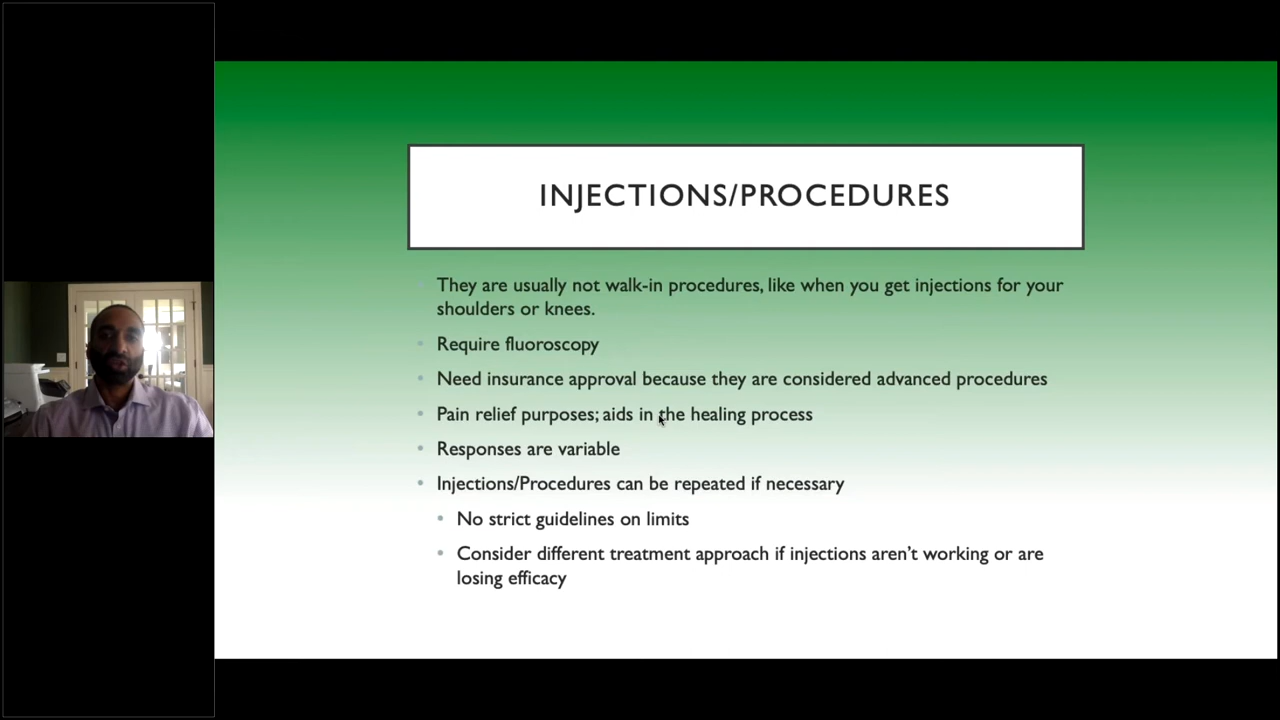 INJECTIONS/PROCEDURES
They are usually not walk-in procedures, like when you get injections for your
shoulders or knees.
Require fluoroscopy
Need insurance approval because they are considered advanced procedures
Pain relief purposes; aids in the healing process
Responses are variable
Injections/Procedures can be repeated if necessary
No strict guidelines on limits
Consider different treatment approach if injections aren't working or are
losing efficacy